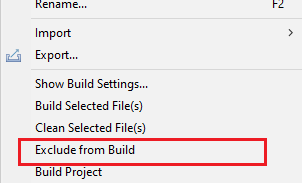 Rename... F2
Import
Export...
Show Build Settings...
Build Selected File(s)
Clean Selected File(s)
Exclude from Build
Build Project